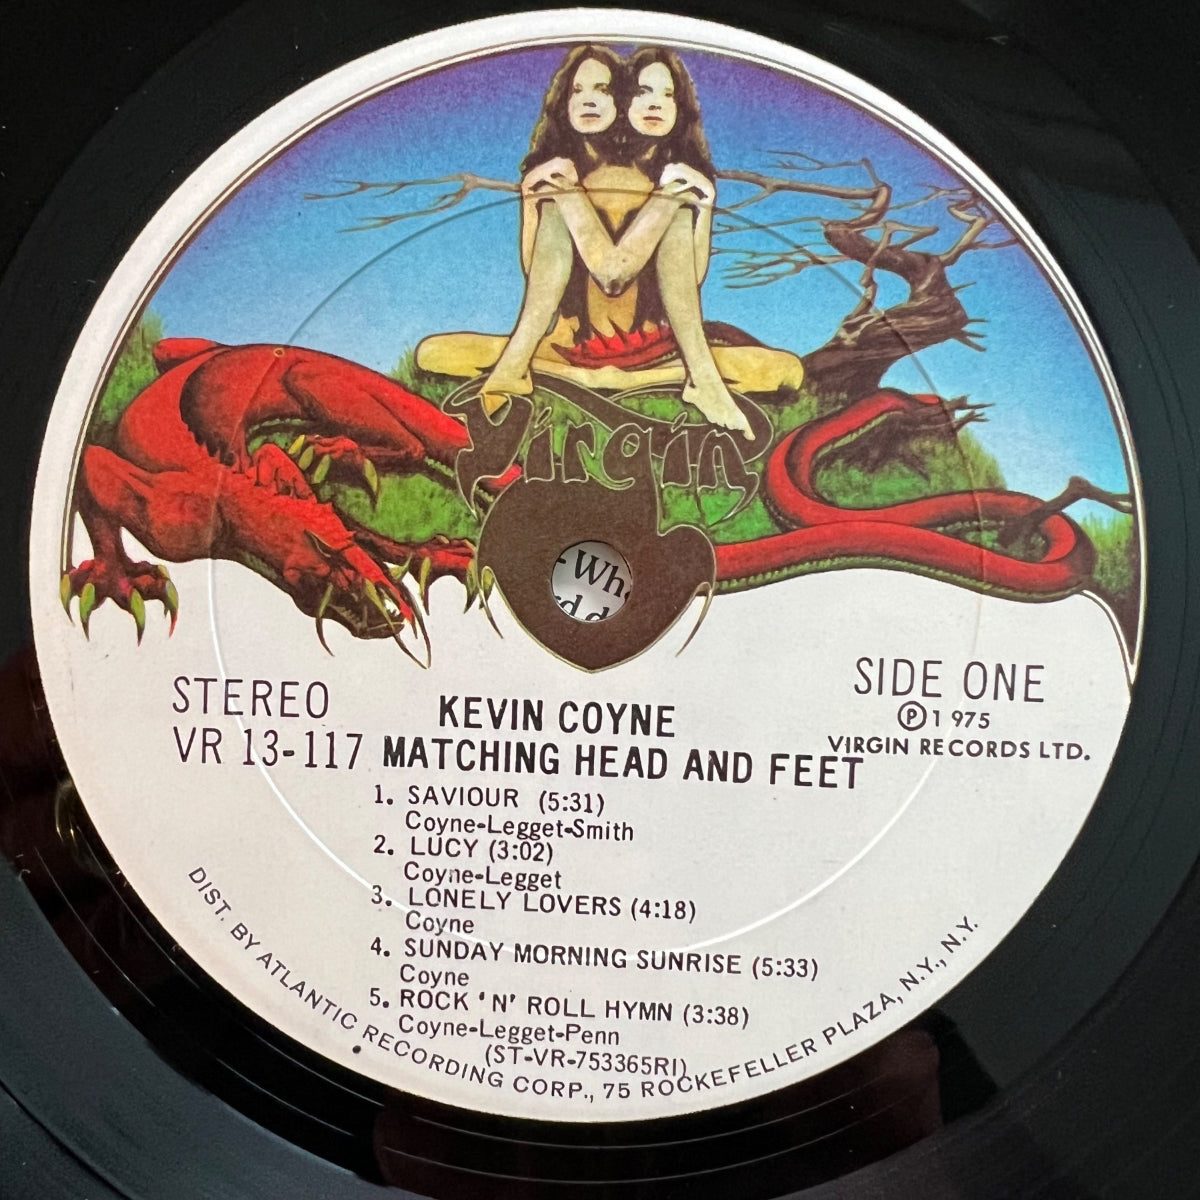 Virgin
Wh
rd d
STEREO
SIDE ONE
VR 13-117
Ⓟ1975
VIRGIN RECORDS LTD.
KEVIN COYNE
MATCHING HEAD AND FEET
1. SAVIOUR (5:31)
Coyne-Legget-Smith
2. LUCY (3:02)
Coyne-Legget
3. LONELY LOVERS (4:18)
Coyne
4. SUNDAY MORNING SUNRISE (5:33)
Coyne
5. ROCK 'N' ROLL HYMN (3:38)
Coyne-Legget-Penn
(ST-VR-753365RI)
DIST. BY ATLANTIC RECORDING CORP., 75 ROCKEFELLER PLAZA, N.Y., N.Y.